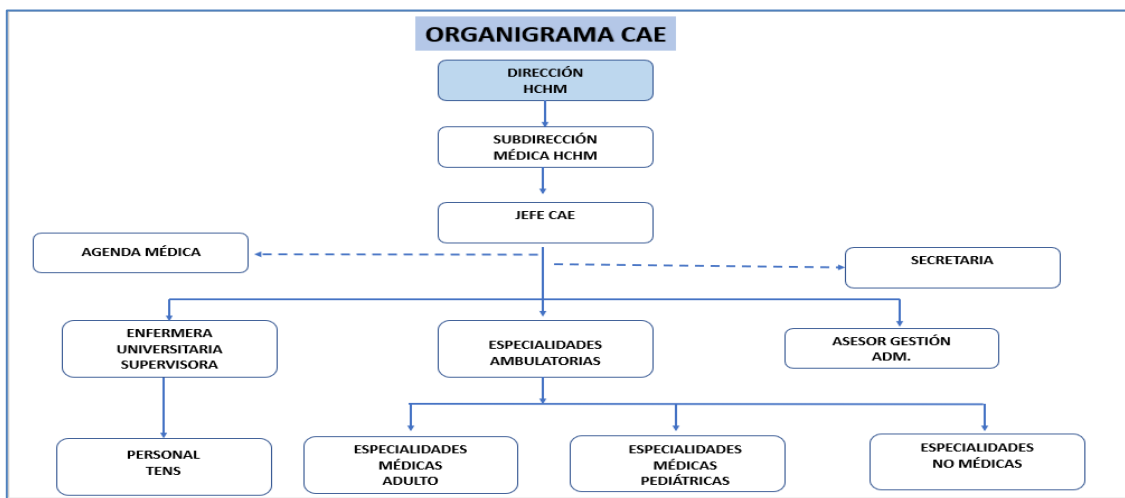 ORGANIGRAMA CAE
DIRECCIÓN
HCHM
SUBDIRECCIÓN
MÉDICA HCHM
JEFE CAE
AGENDA MÉDICA
SECRETARIA
ENFERMERA
UNIVERSITARIA
SUPERVISORA
ESPECIALIDADES
AMBULATORIAS
ASESOR GESTIÓN
ADM.
PERSONAL
TENS
ESPECIALIDADES
MÉDICAS
ADULTO
ESPECIALIDADES
MÉDICAS
PEDIÁTRICAS
ESPECIALIDADES
NO MÉDICAS